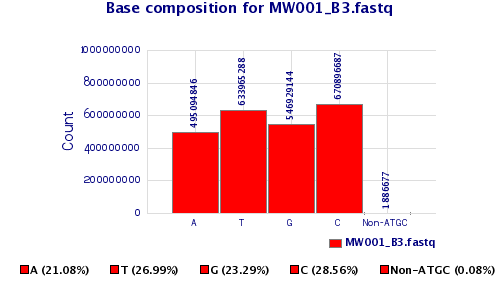 Base composition for MW001_B3.fastq
Count
1000000000
800000000
600000000
400000000
200000000
0
495094846
633965288
546929144
670896687
1886677
A T G C Non-ATGC
MW001_B3.fastq
A (21.08%) T (26.99%) G (23.29%) C (28.56%) Non-ATGC (0.08%)